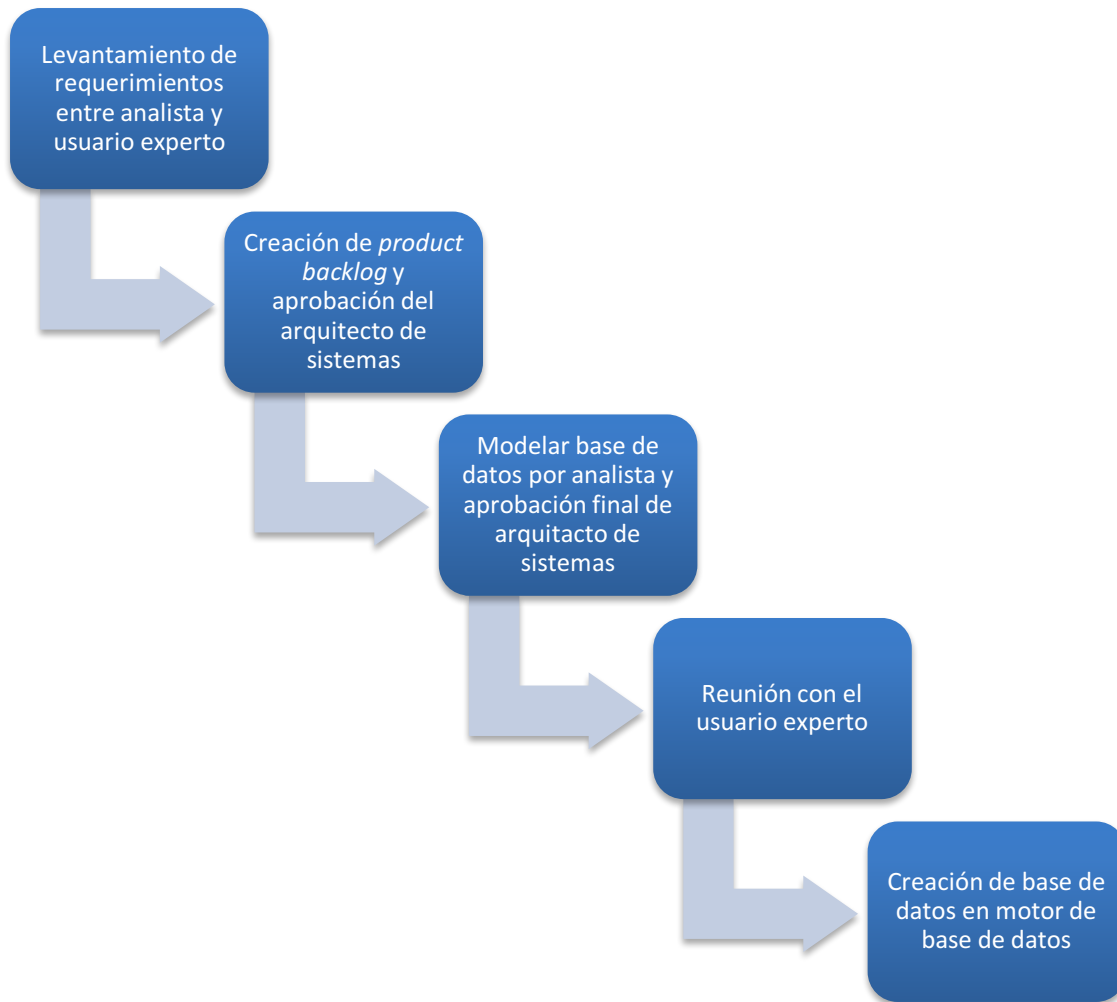 Levantamiento de
requerimientos
entre analista y
usuario experto
Creación de product
backlog y
aprobación del
arquitecto de
sistemas
Modelar base de
datos por analista y
aprobación final de
arquitacto de
sistemas
Reunión con el
usuario experto
Creación de base de
datos en motor de
base de datos